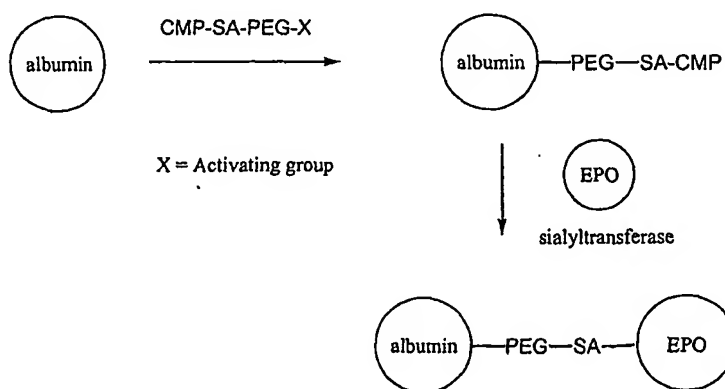 CMP-SA-PEG-X
albumin
albumin—PEG—SA-CMP
X = Activating group
EPO
sialyltransferase
albumin—PEG—SA—EPO